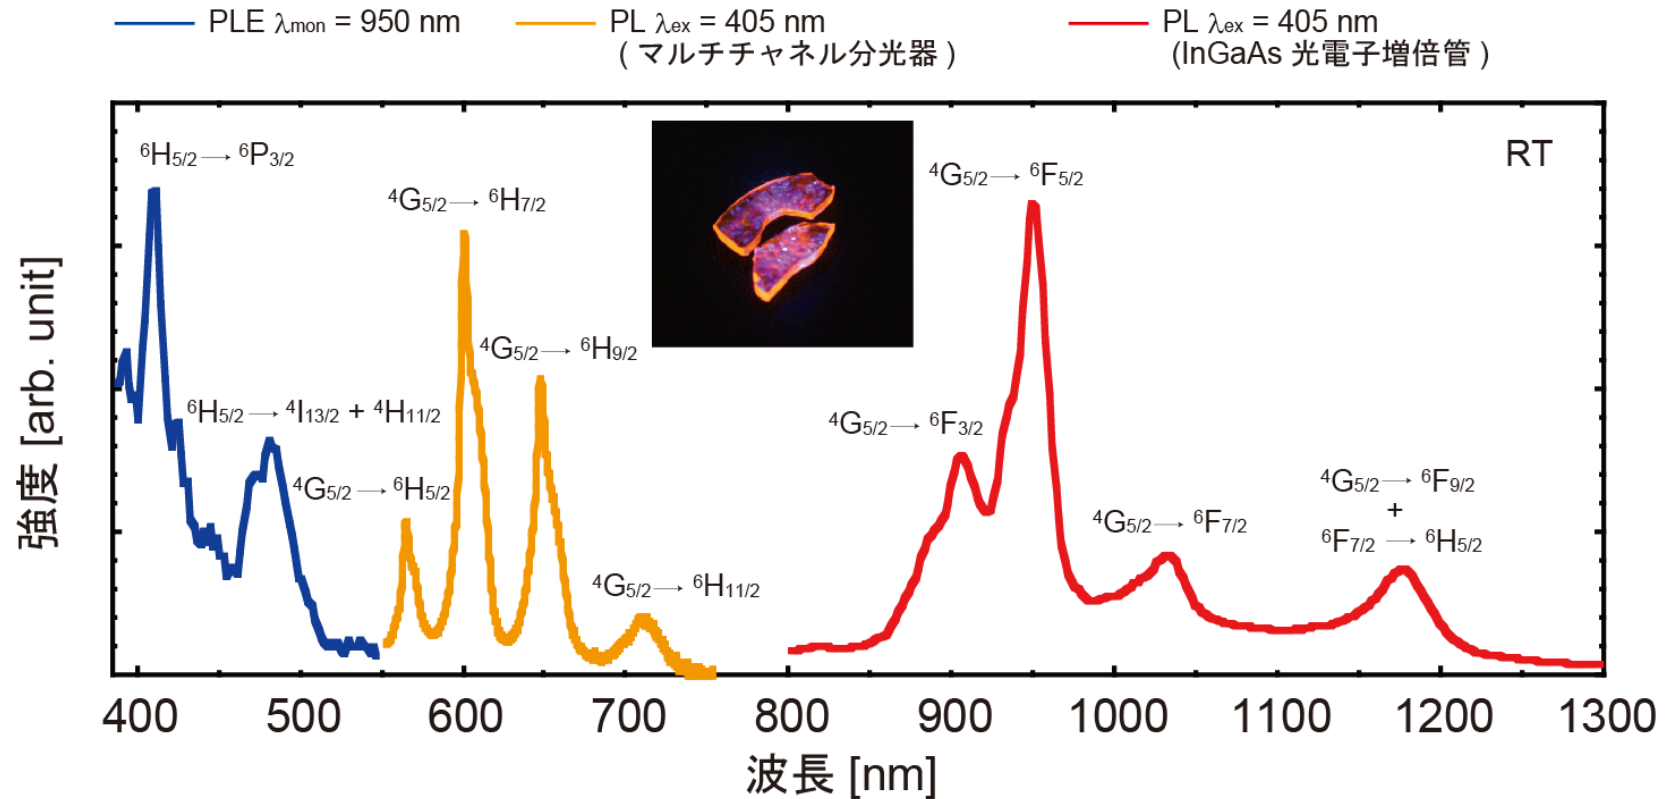 PLE λmon = 950 nm
PL λex = 405 nm
( マルチチャネル分光器 )
PL λex = 405 nm
(InGaAs 光電子増倍管 )
RT
⁶H5/2 → ⁶P3/2
⁴G5/2 → ⁶H7/2
⁴G5/2 → ⁶F5/2
⁴G5/2 → ⁶H9/2
⁶H5/2 → ⁴I13/2 + ⁴H11/2
⁴G5/2 → ⁶F3/2
⁴G5/2 → ⁶H5/2
⁴G5/2 → ⁶F9/2
+
⁶F7/2 → ⁶H5/2
⁴G5/2 → ⁶F7/2
⁴G5/2 → ⁶H11/2
強度 [arb. unit]
400 500 600 700 800 900 1000 1100 1200 1300
波長 [nm]